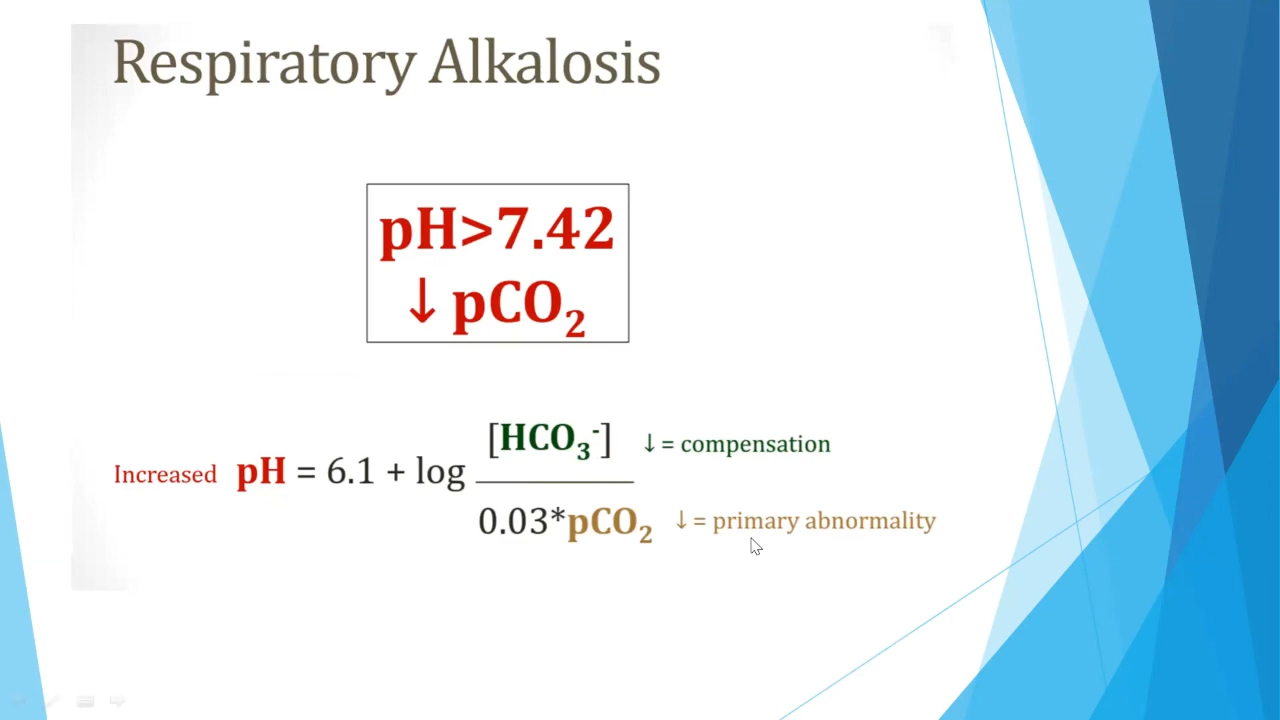 Respiratory Alkalosis
pH>7.42
↓ pCO₂
[HCO₃⁻] ↓ = compensation
Increased pH = 6.1 + log
0.03*pCO₂ ↓ = primary abnormality